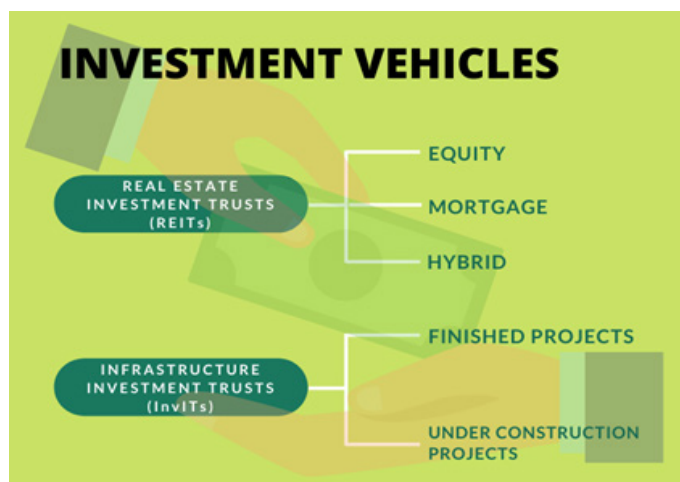 INVESTMENT VEHICLES
REAL ESTATE
INVESTMENT TRUSTS
(REITs)
EQUITY
MORTGAGE
HYBRID
INFRASTRUCTURE
INVESTMENT TRUSTS
(InvITs)
FINISHED PROJECTS
UNDER CONSTRUCTION
PROJECTS